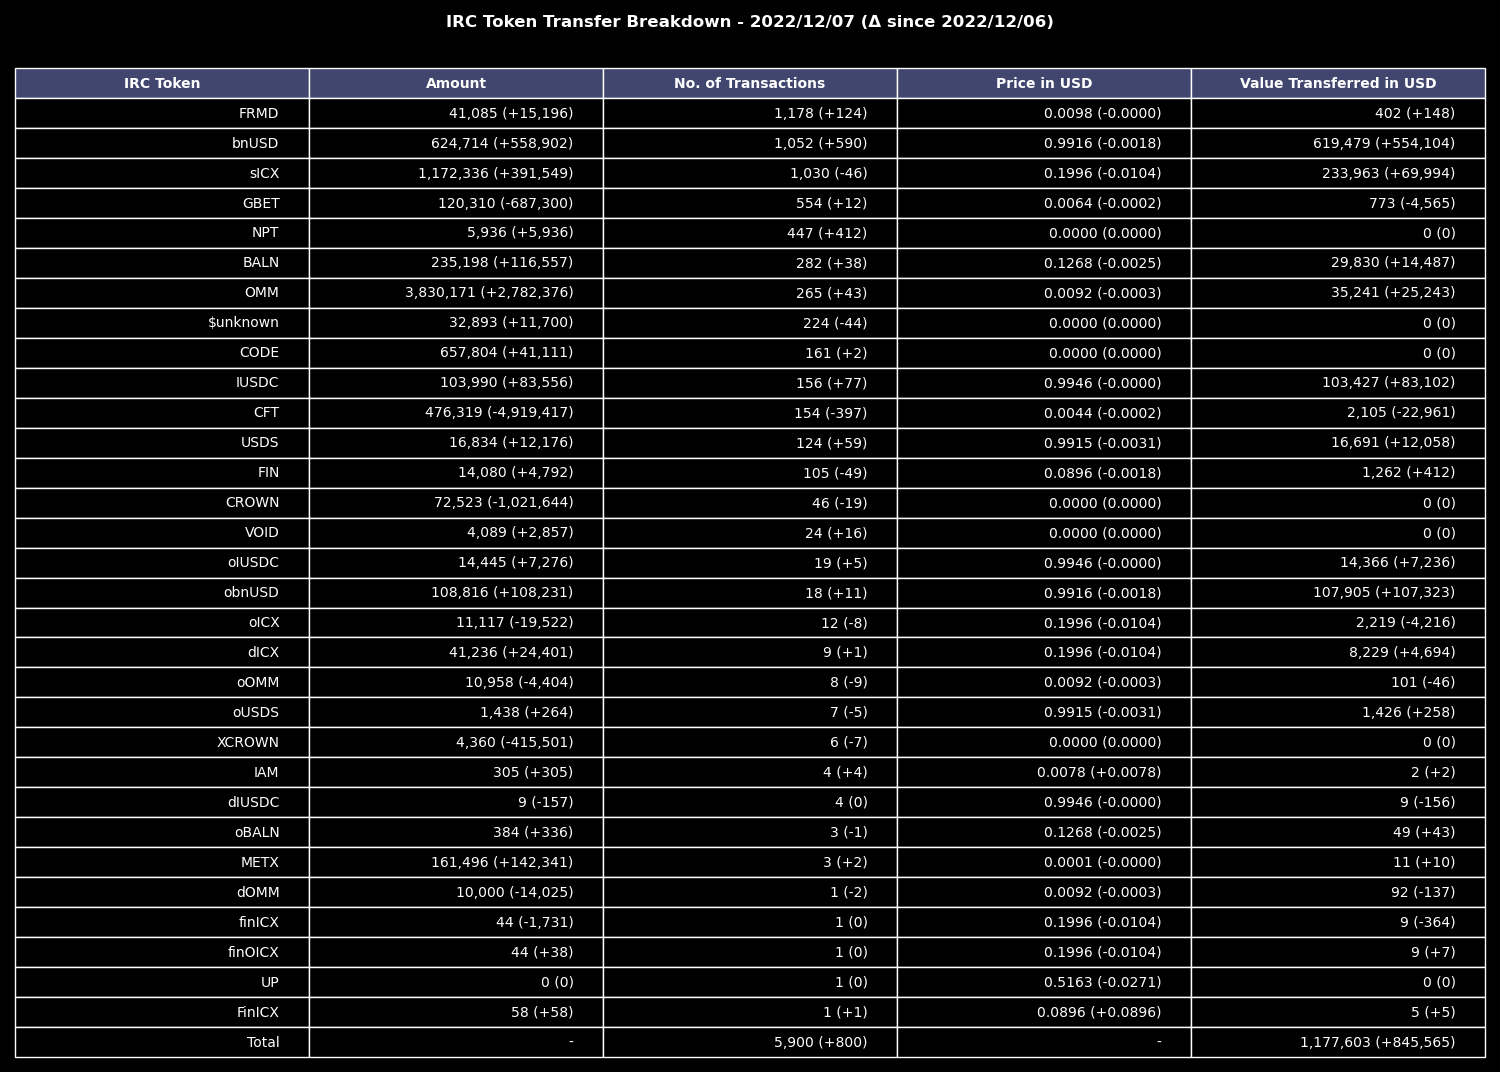 IRC Token Transfer Breakdown - 2022/12/07 (Δ since 2022/12/06)
IRC Token Amount No. of Transactions Price in USD Value Transferred in USD
FRMD 41,085 (+15,196) 1,178 (+124) 0.0098 (-0.0000) 402 (+148)
bnUSD 624,714 (+558,902) 1,052 (+590) 0.9916 (-0.0018) 619,479 (+554,104)
sICX 1,172,336 (+391,549) 1,030 (-46) 0.1996 (-0.0104) 233,963 (+69,994)
GBET 120,310 (-687,300) 554 (+12) 0.0064 (-0.0002) 773 (-4,565)
NPT 5,936 (+5,936) 447 (+412) 0.0000 (0.0000) 0 (0)
BALN 235,198 (+116,557) 282 (+38) 0.1268 (-0.0025) 29,830 (+14,487)
OMM 3,830,171 (+2,782,376) 265 (+43) 0.0092 (-0.0003) 35,241 (+25,243)
$unknown 32,893 (+11,700) 224 (-44) 0.0000 (0.0000) 0 (0)
CODE 657,804 (+41,111) 161 (+2) 0.0000 (0.0000) 0 (0)
IUSDC 103,990 (+83,556) 156 (+77) 0.9946 (-0.0000) 103,427 (+83,102)
CFT 476,319 (-4,919,417) 154 (-397) 0.0044 (-0.0002) 2,105 (-22,961)
USDS 16,834 (+12,176) 124 (+59) 0.9915 (-0.0031) 16,691 (+12,058)
FIN 14,080 (+4,792) 105 (-49) 0.0896 (-0.0018) 1,262 (+412)
CROWN 72,523 (-1,021,644) 46 (-19) 0.0000 (0.0000) 0 (0)
VOID 4,089 (+2,857) 24 (+16) 0.0000 (0.0000) 0 (0)
oIUSDC 14,445 (+7,276) 19 (+5) 0.9946 (-0.0000) 14,366 (+7,236)
obnUSD 108,816 (+108,231) 18 (+11) 0.9916 (-0.0018) 107,905 (+107,323)
oICX 11,117 (-19,522) 12 (-8) 0.1996 (-0.0104) 2,219 (-4,216)
dICX 41,236 (+24,401) 9 (+1) 0.1996 (-0.0104) 8,229 (+4,694)
oOMM 10,958 (-4,404) 8 (-9) 0.0092 (-0.0003) 101 (-46)
oUSDS 1,438 (+264) 7 (-5) 0.9915 (-0.0031) 1,426 (+258)
XCROWN 4,360 (-415,501) 6 (-7) 0.0000 (0.0000) 0 (0)
IAM 305 (+305) 4 (+4) 0.0078 (+0.0078) 2 (+2)
dIUSDC 9 (-157) 4 (0) 0.9946 (-0.0000) 9 (-156)
oBALN 384 (+336) 3 (-1) 0.1268 (-0.0025) 49 (+43)
METX 161,496 (+142,341) 3 (+2) 0.0001 (-0.0000) 11 (+10)
dOMM 10,000 (-14,025) 1 (-2) 0.0092 (-0.0003) 92 (-137)
finICX 44 (-1,731) 1 (0) 0.1996 (-0.0104) 9 (-364)
finOICX 44 (+38) 1 (0) 0.1996 (-0.0104) 9 (+7)
UP 0 (0) 1 (0) 0.5163 (-0.0271) 0 (0)
FinICX 58 (+58) 1 (+1) 0.0896 (+0.0896) 5 (+5)
Total - 5,900 (+800) - 1,177,603 (+845,565)